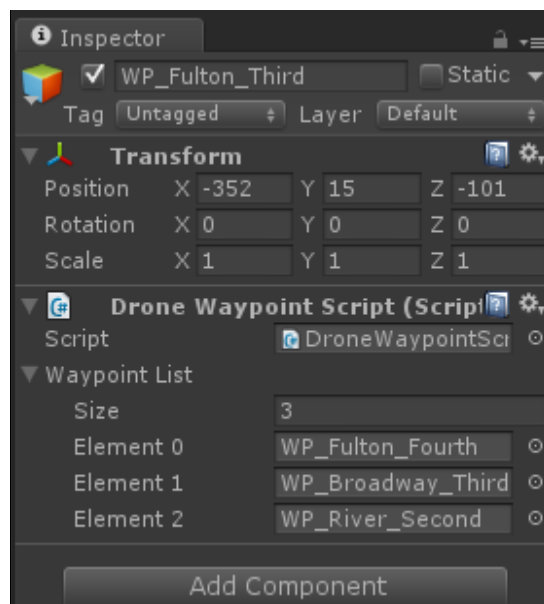 Inspector
WP_Fulton_Third Static
Tag Untagged Layer Default
Transform
Position X -352 Y 15 Z -101
Rotation X 0 Y 0 Z 0
Scale X 1 Y 1 Z 1
Drone Waypoint Script (Script
Script DroneWaypointScr
Waypoint List
Size 3
Element 0 WP_Fulton_Fourth
Element 1 WP_Broadway_Third
Element 2 WP_River_Second
Add Component